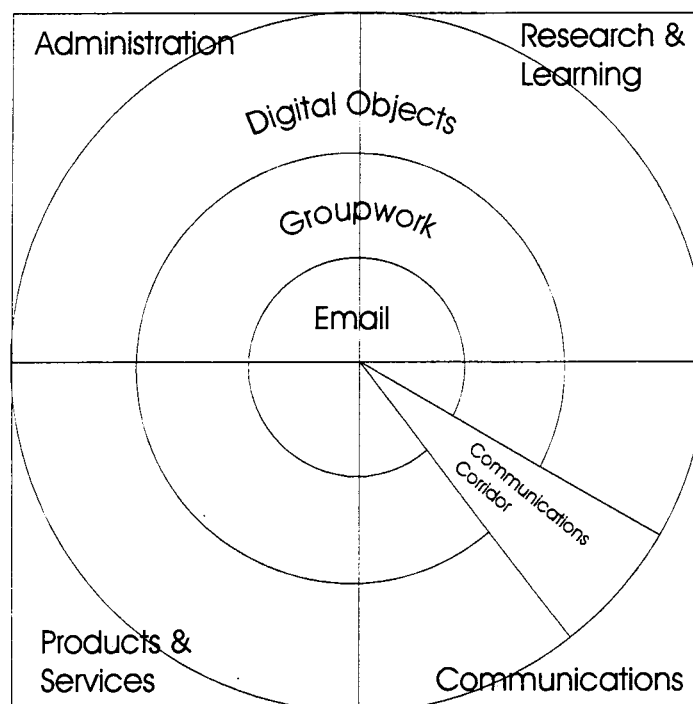 Administration
Research &
Learning
Digital Objects
Groupwork
Email
Communications
Corridor
Products &
Services
Communications